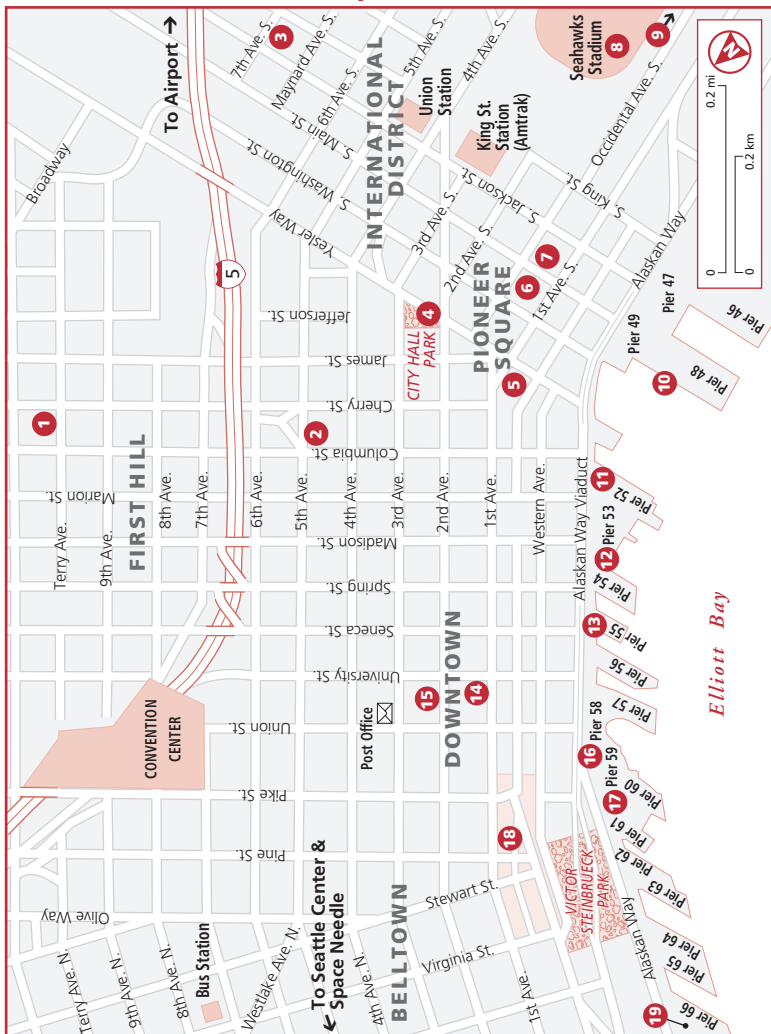 To Airport →
7th Ave. S.
3
Maynard Ave. S.
6th Ave. S.
5th Ave. S.
4th Ave. S.
Union
Station
Seahawks
Stadium
8
9
N
0.2 mi
0.2 km
0
0
Broadway
S. Main St.
S. Washington St.
Yesler Way
INTERNATIONAL
DISTRICT
King St.
Station
(Amtrak)
S. Jackson St.
S. King St.
Occidental Ave. S.
Alaskan Way
3rd Ave. S.
2nd Ave. S.
1st Ave. S.
7
6
5
Jefferson St.
James St.
Cherry St.
Columbia St.
Marion St.
Madison St.
Spring St.
Seneca St.
University St.
Union St.
Pike St.
Pine St.
4
CITY HALL
PARK
PIONEER
SQUARE
5
Pier 46
Pier 47
Pier 48
Pier 49
10
1
2
FIRST HILL
Terry Ave.
9th Ave.
8th Ave.
7th Ave.
6th Ave.
5th Ave.
4th Ave.
3rd Ave.
2nd Ave.
1st Ave.
Western Ave.
Alaskan Way Viaduct
11
Pier 52
Pier 53
12
Pier 54
13
Pier 55
Pier 56
Pier 57
Elliott Bay
CONVENTION
CENTER
Post Office
15
14
DOWNTOWN
Pier 58
16
Pier 59
17
Pier 60
Pier 61
Pier 62
Pier 63
Pier 64
Pier 65
Pier 66
19
18
VICTOR
STEINBRUECK
PARK
Alaskan Way
Olive Way
Stewart St.
Virginia St.
Terry Ave. N.
9th Ave. N.
8th Ave. N.
Bus Station
Westlake Ave. N.
← To Seattle Center &
Space Needle
4th Ave. N.
BELLTOWN
1st Ave.